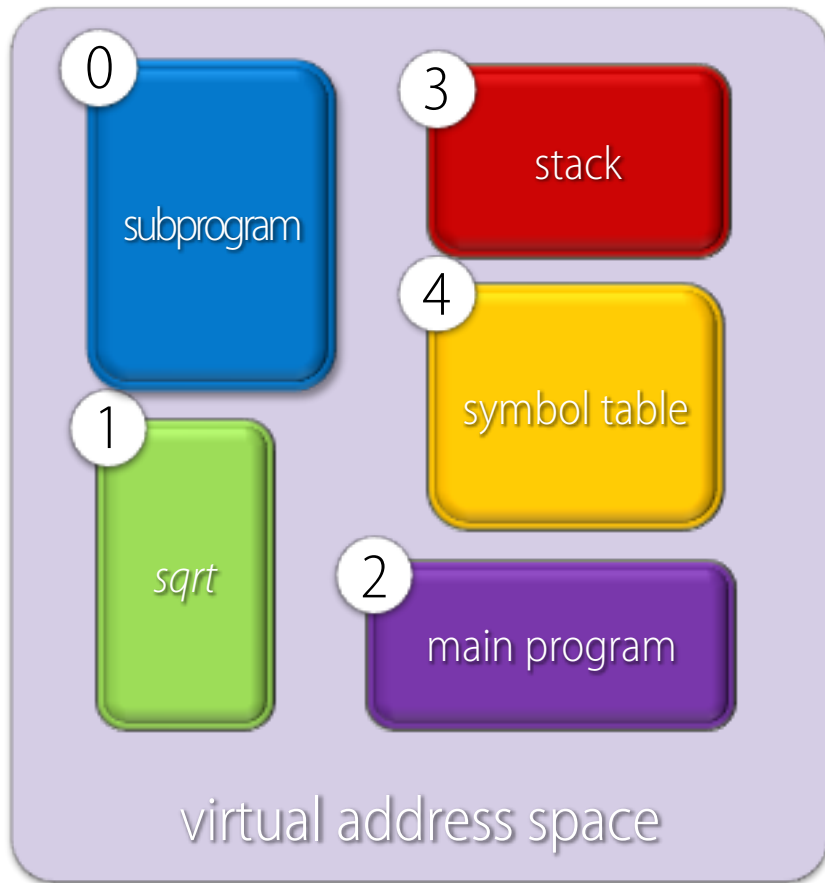 0
subprogram
3
stack
4
symbol table
1
sqrt
2
main program
virtual address space